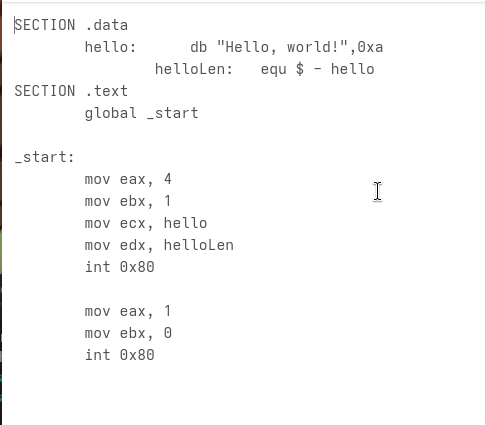 SECTION .data
hello: db "Hello, world!",0xa
helloLen: equ $ - hello
SECTION .text
global _start
_start:
mov eax, 4
mov ebx, 1
mov ecx, hello
mov edx, helloLen
int 0x80
mov eax, 1
mov ebx, 0
int 0x80